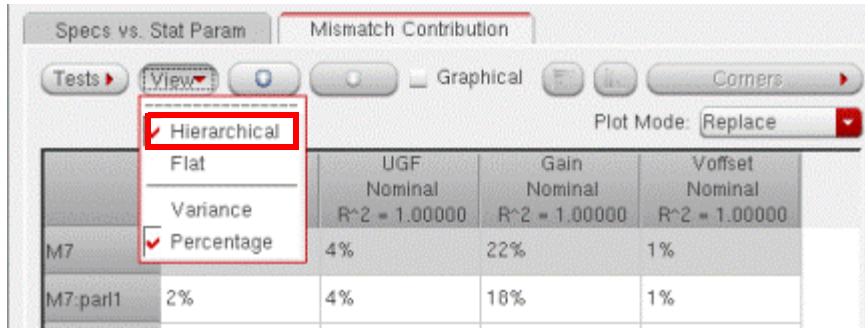 Specs vs. Stat Param
Mismatch Contribution
Tests
View
Graphical
Corners
Hierarchical
Flat
Variance
Percentage
Plot Mode: Replace
UGF
Nominal
R^2 = 1.00000
Gain
Nominal
R^2 = 1.00000
Voffset
Nominal
R^2 = 1.00000
M7
4%
22%
1%
M7:parl1
2%
4%
18%
1%